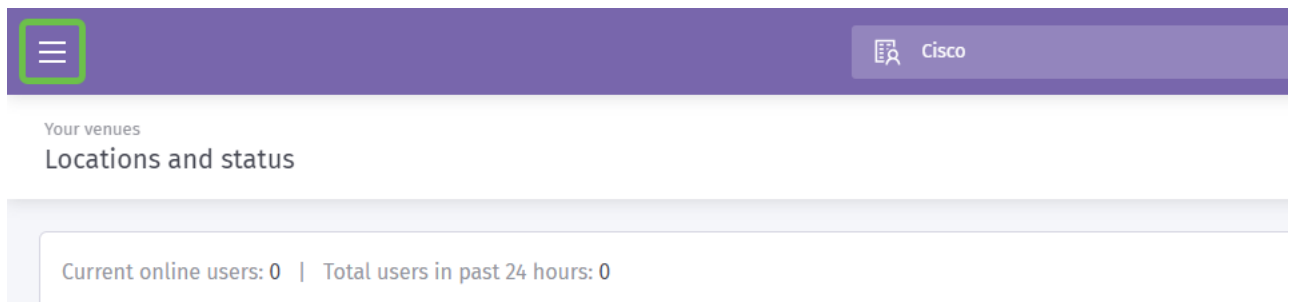 Cisco
Your venues
Locations and status
Current online users: 0 | Total users in past 24 hours: 0